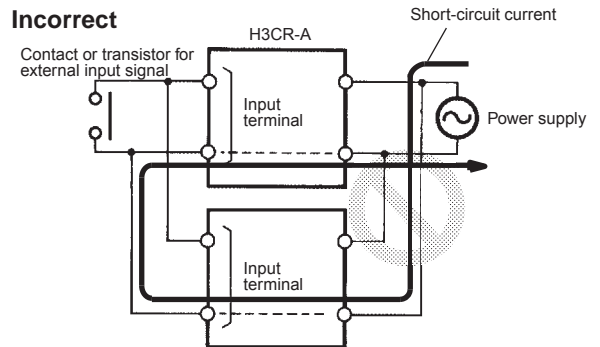 Incorrect
Short-circuit current
H3CR-A
Contact or transistor for
external input signal
Input
terminal
Power supply
Input
terminal